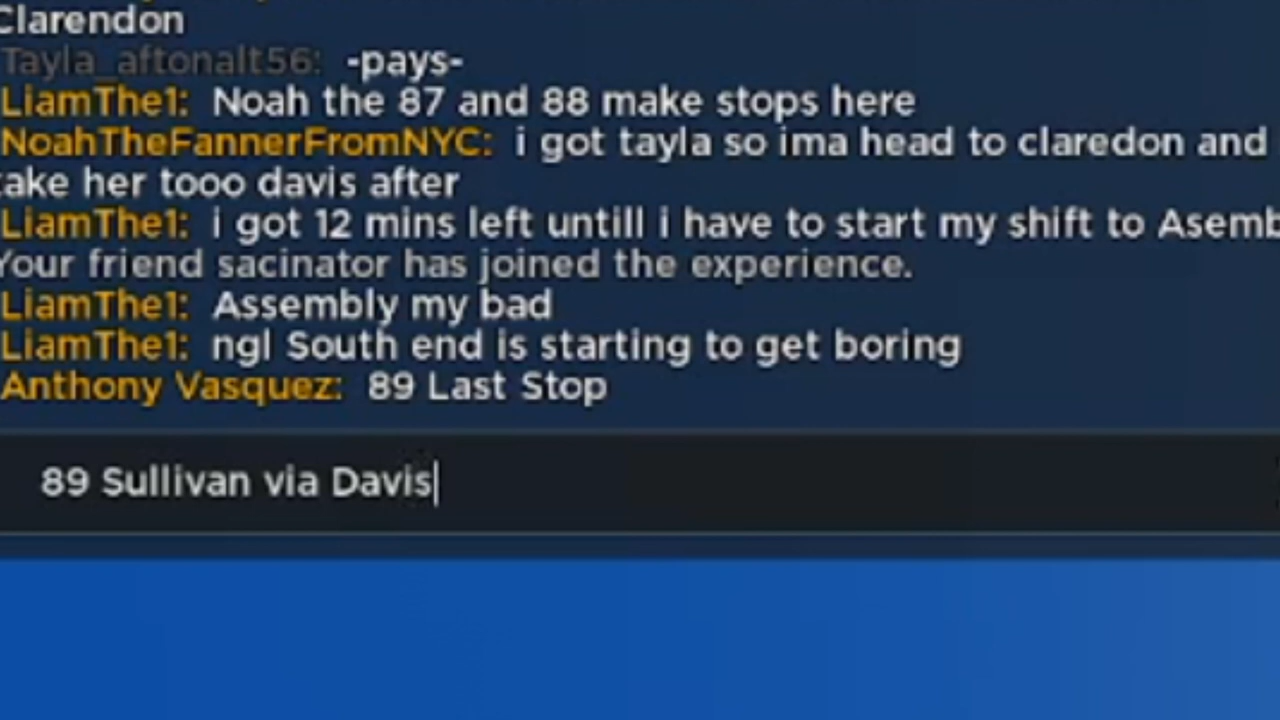 Clarendon
Tayla_aftonalt56: -pays-
LiamThe1: Noah the 87 and 88 make stops here
NoahTheFannerFromNYC: i got tayla so ima head to claredon and
take her tooo davis after
LiamThe1: i got 12 mins left untill i have to start my shift to Asemb
Your friend sacinator has joined the experience.
LiamThe1: Assembly my bad
LiamThe1: ngl South end is starting to get boring
Anthony Vasquez: 89 Last Stop
89 Sullivan via Davis